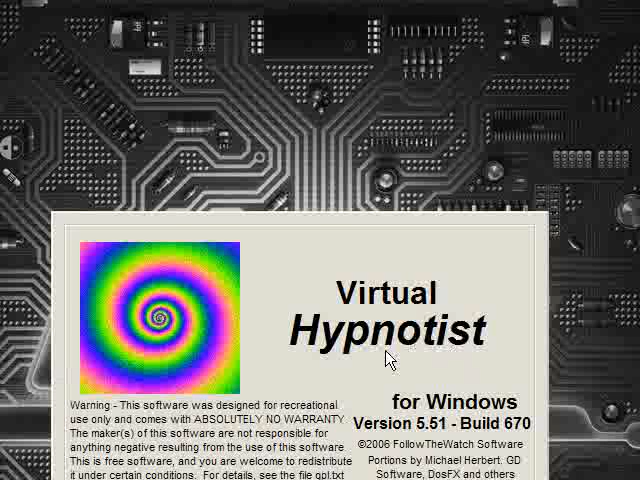 Virtual
Hypnotist
for Windows
Version 5.51 - Build 670
©2006 FollowTheWatch Software
Portions by Michael Herbert. GD
Software, DosFX and others
Warning - This software was designed for recreational
use only and comes with ABSOLUTELY NO WARRANTY
The maker(s) of this software are not responsible for
anything negative resulting from the use of this software
This is free software, and you are welcome to redistribute
it under certain conditions. For details, see the file gpl.txt